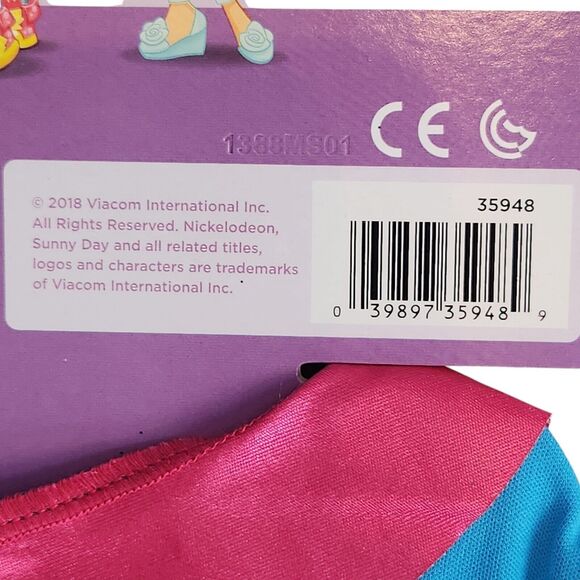 1388MS01
CE
© 2018 Viacom International Inc.
All Rights Reserved. Nickelodeon,
Sunny Day and all related titles,
logos and characters are trademarks
of Viacom International Inc.
35948
0 39897 35948 9